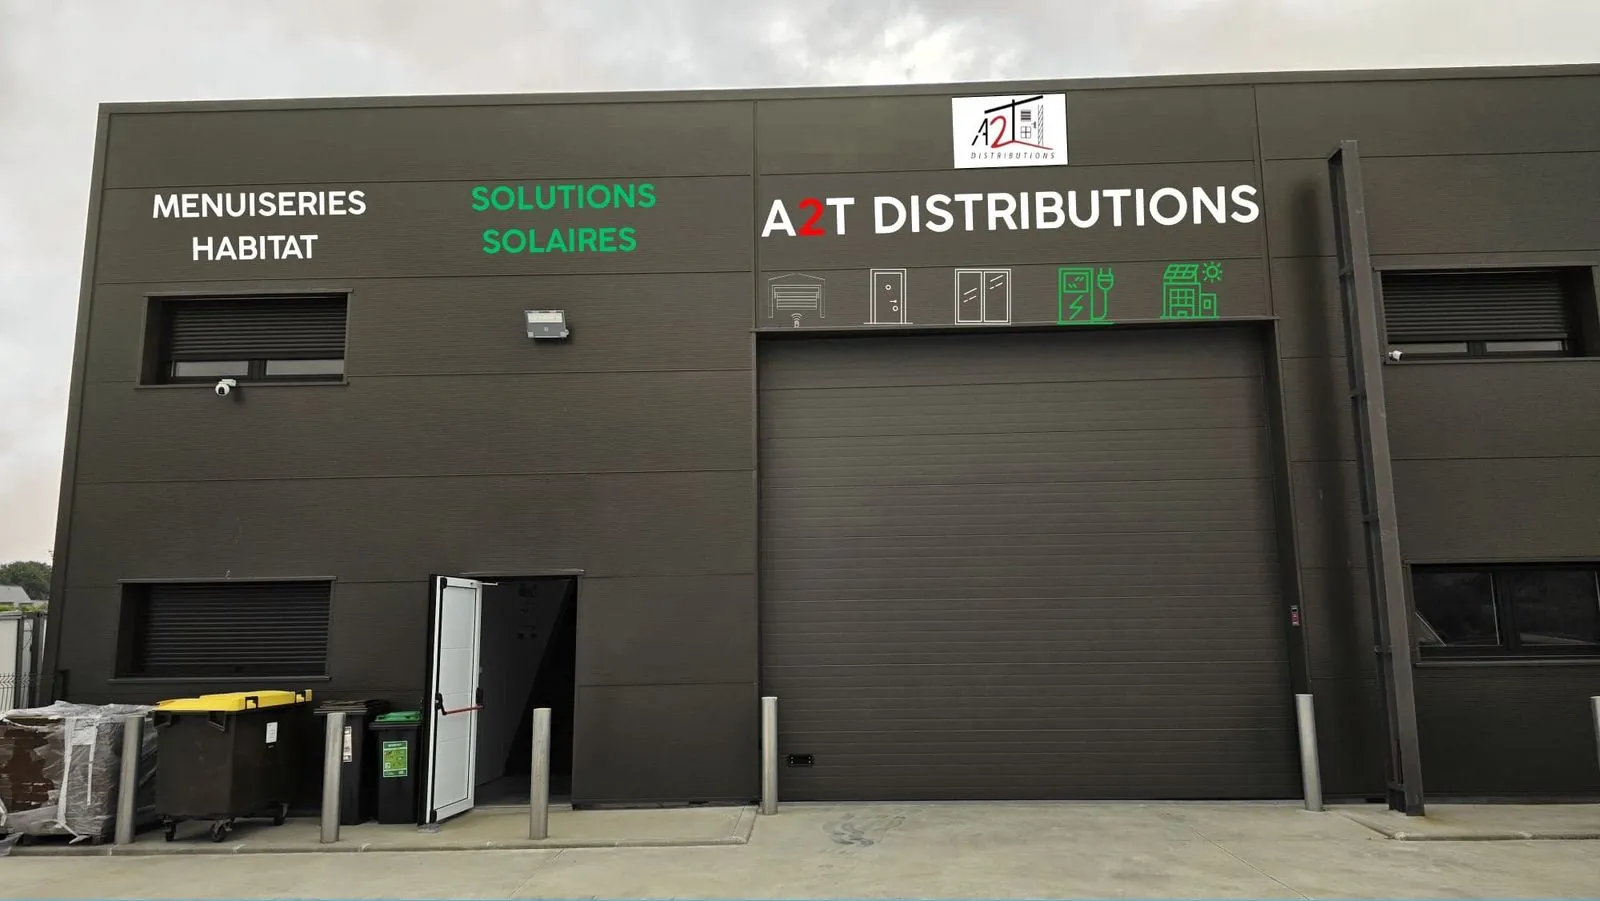 MENUISERIES
HABITAT
SOLUTIONS
SOLAIRES
A2T
DISTRIBUTIONS
A2T DISTRIBUTIONS